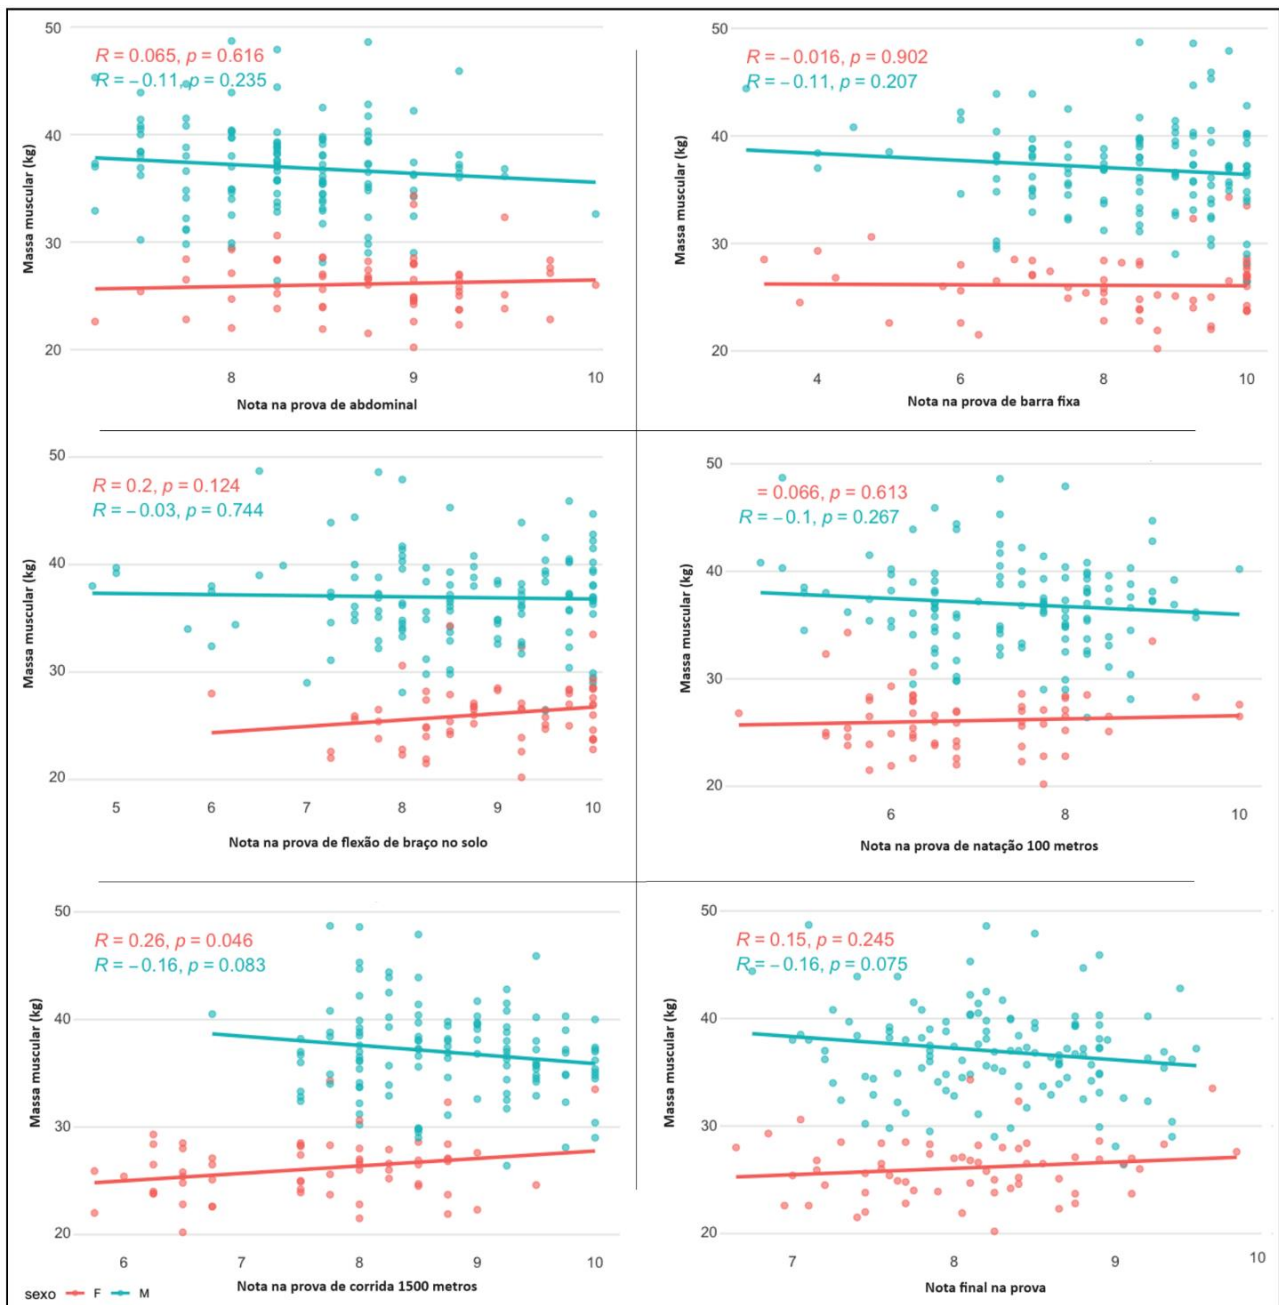 50
R = 0.065, p = 0.616
R = −0.11, p = 0.235
40
Massa muscular (kg)
30
20
8
9
10
Nota na prova de abdominal
50
R = −0.016, p = 0.902
R = −0.11, p = 0.207
40
Massa muscular (kg)
30
20
4
6
8
10
Nota na prova de barra fixa
50
R = 0.2, p = 0.124
R = −0.03, p = 0.744
40
Massa muscular (kg)
30
20
5
6
7
8
9
10
Nota na prova de flexão de braço no solo
50
= 0.066, p = 0.613
R = −0.1, p = 0.267
40
Massa muscular (kg)
30
20
6
8
10
Nota na prova de natação 100 metros
50
R = 0.26, p = 0.046
R = −0.16, p = 0.083
40
Massa muscular (kg)
30
20
6
7
8
9
10
Nota na prova de corrida 1500 metros
50
R = 0.15, p = 0.245
R = −0.16, p = 0.075
40
Massa muscular (kg)
30
20
7
8
9
10
Nota final na prova
sexo F M